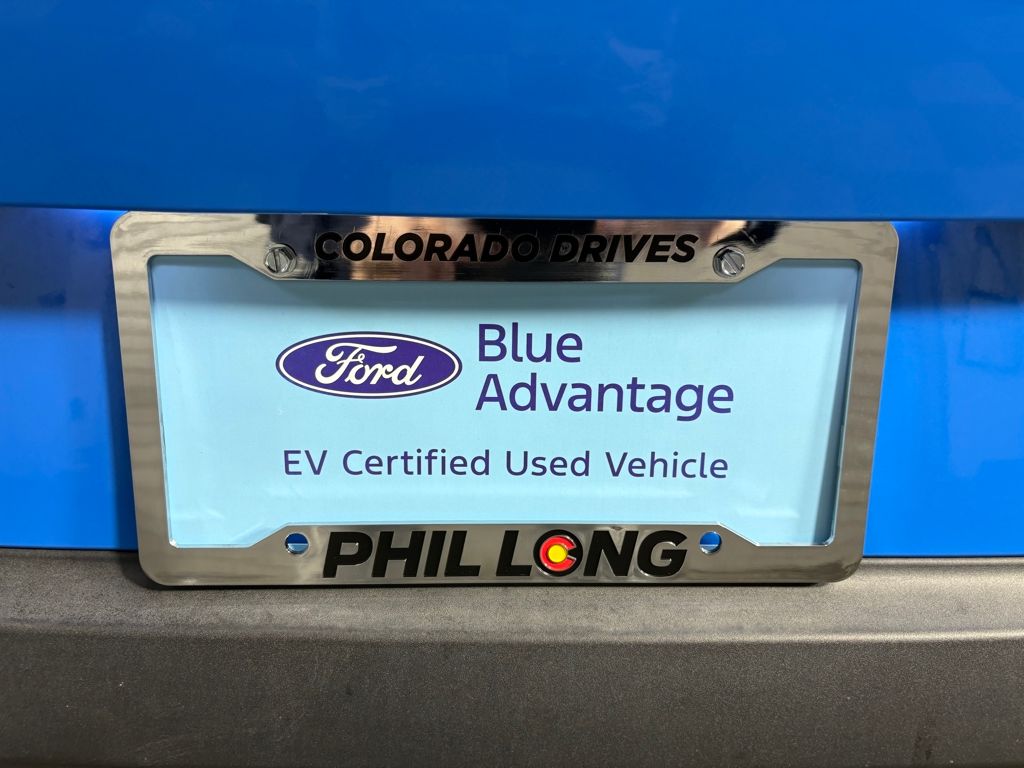 COLORADO DRIVES
Ford
Blue
Advantage
EV Certified Used Vehicle
PHIL LONG